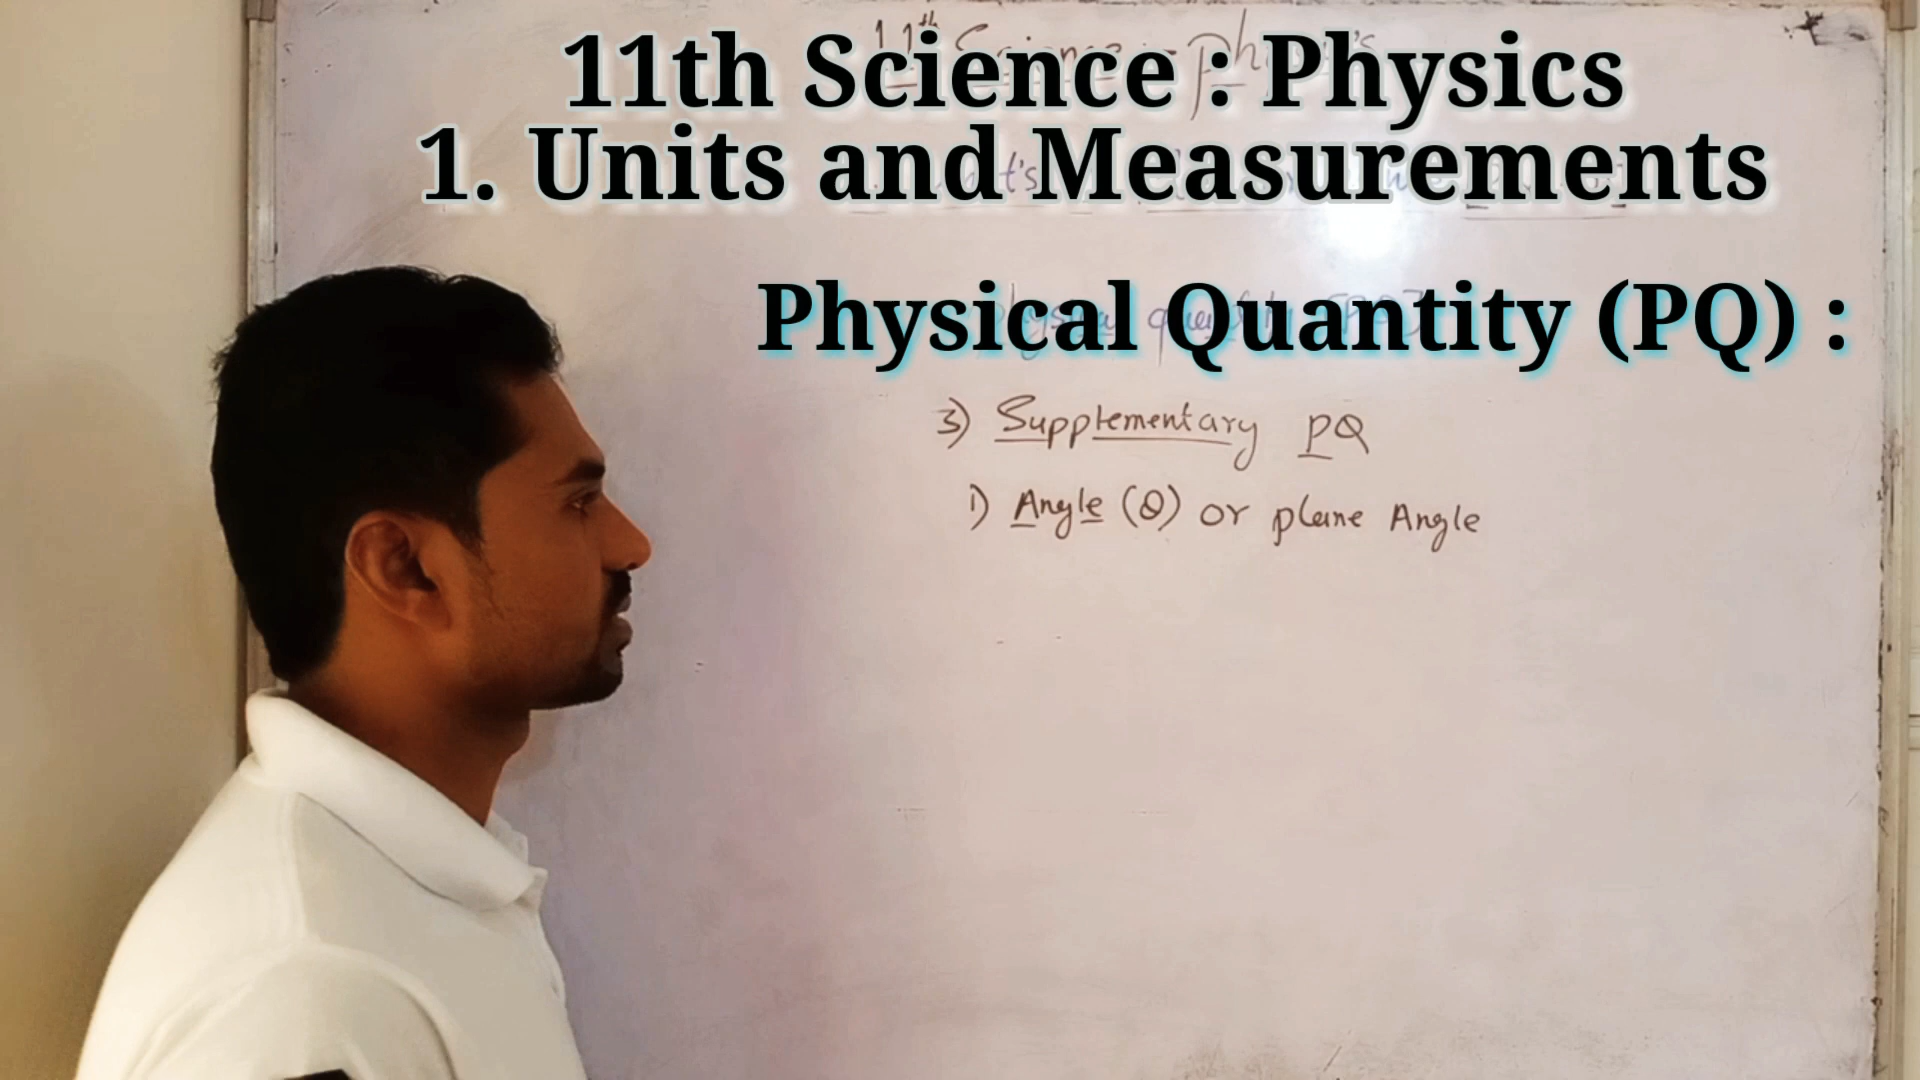 11th Science : Physics
1. Units and Measurements
Physical Quantity (PQ) :
3) Supplementary PQ
1) Angle (θ) or plane Angle